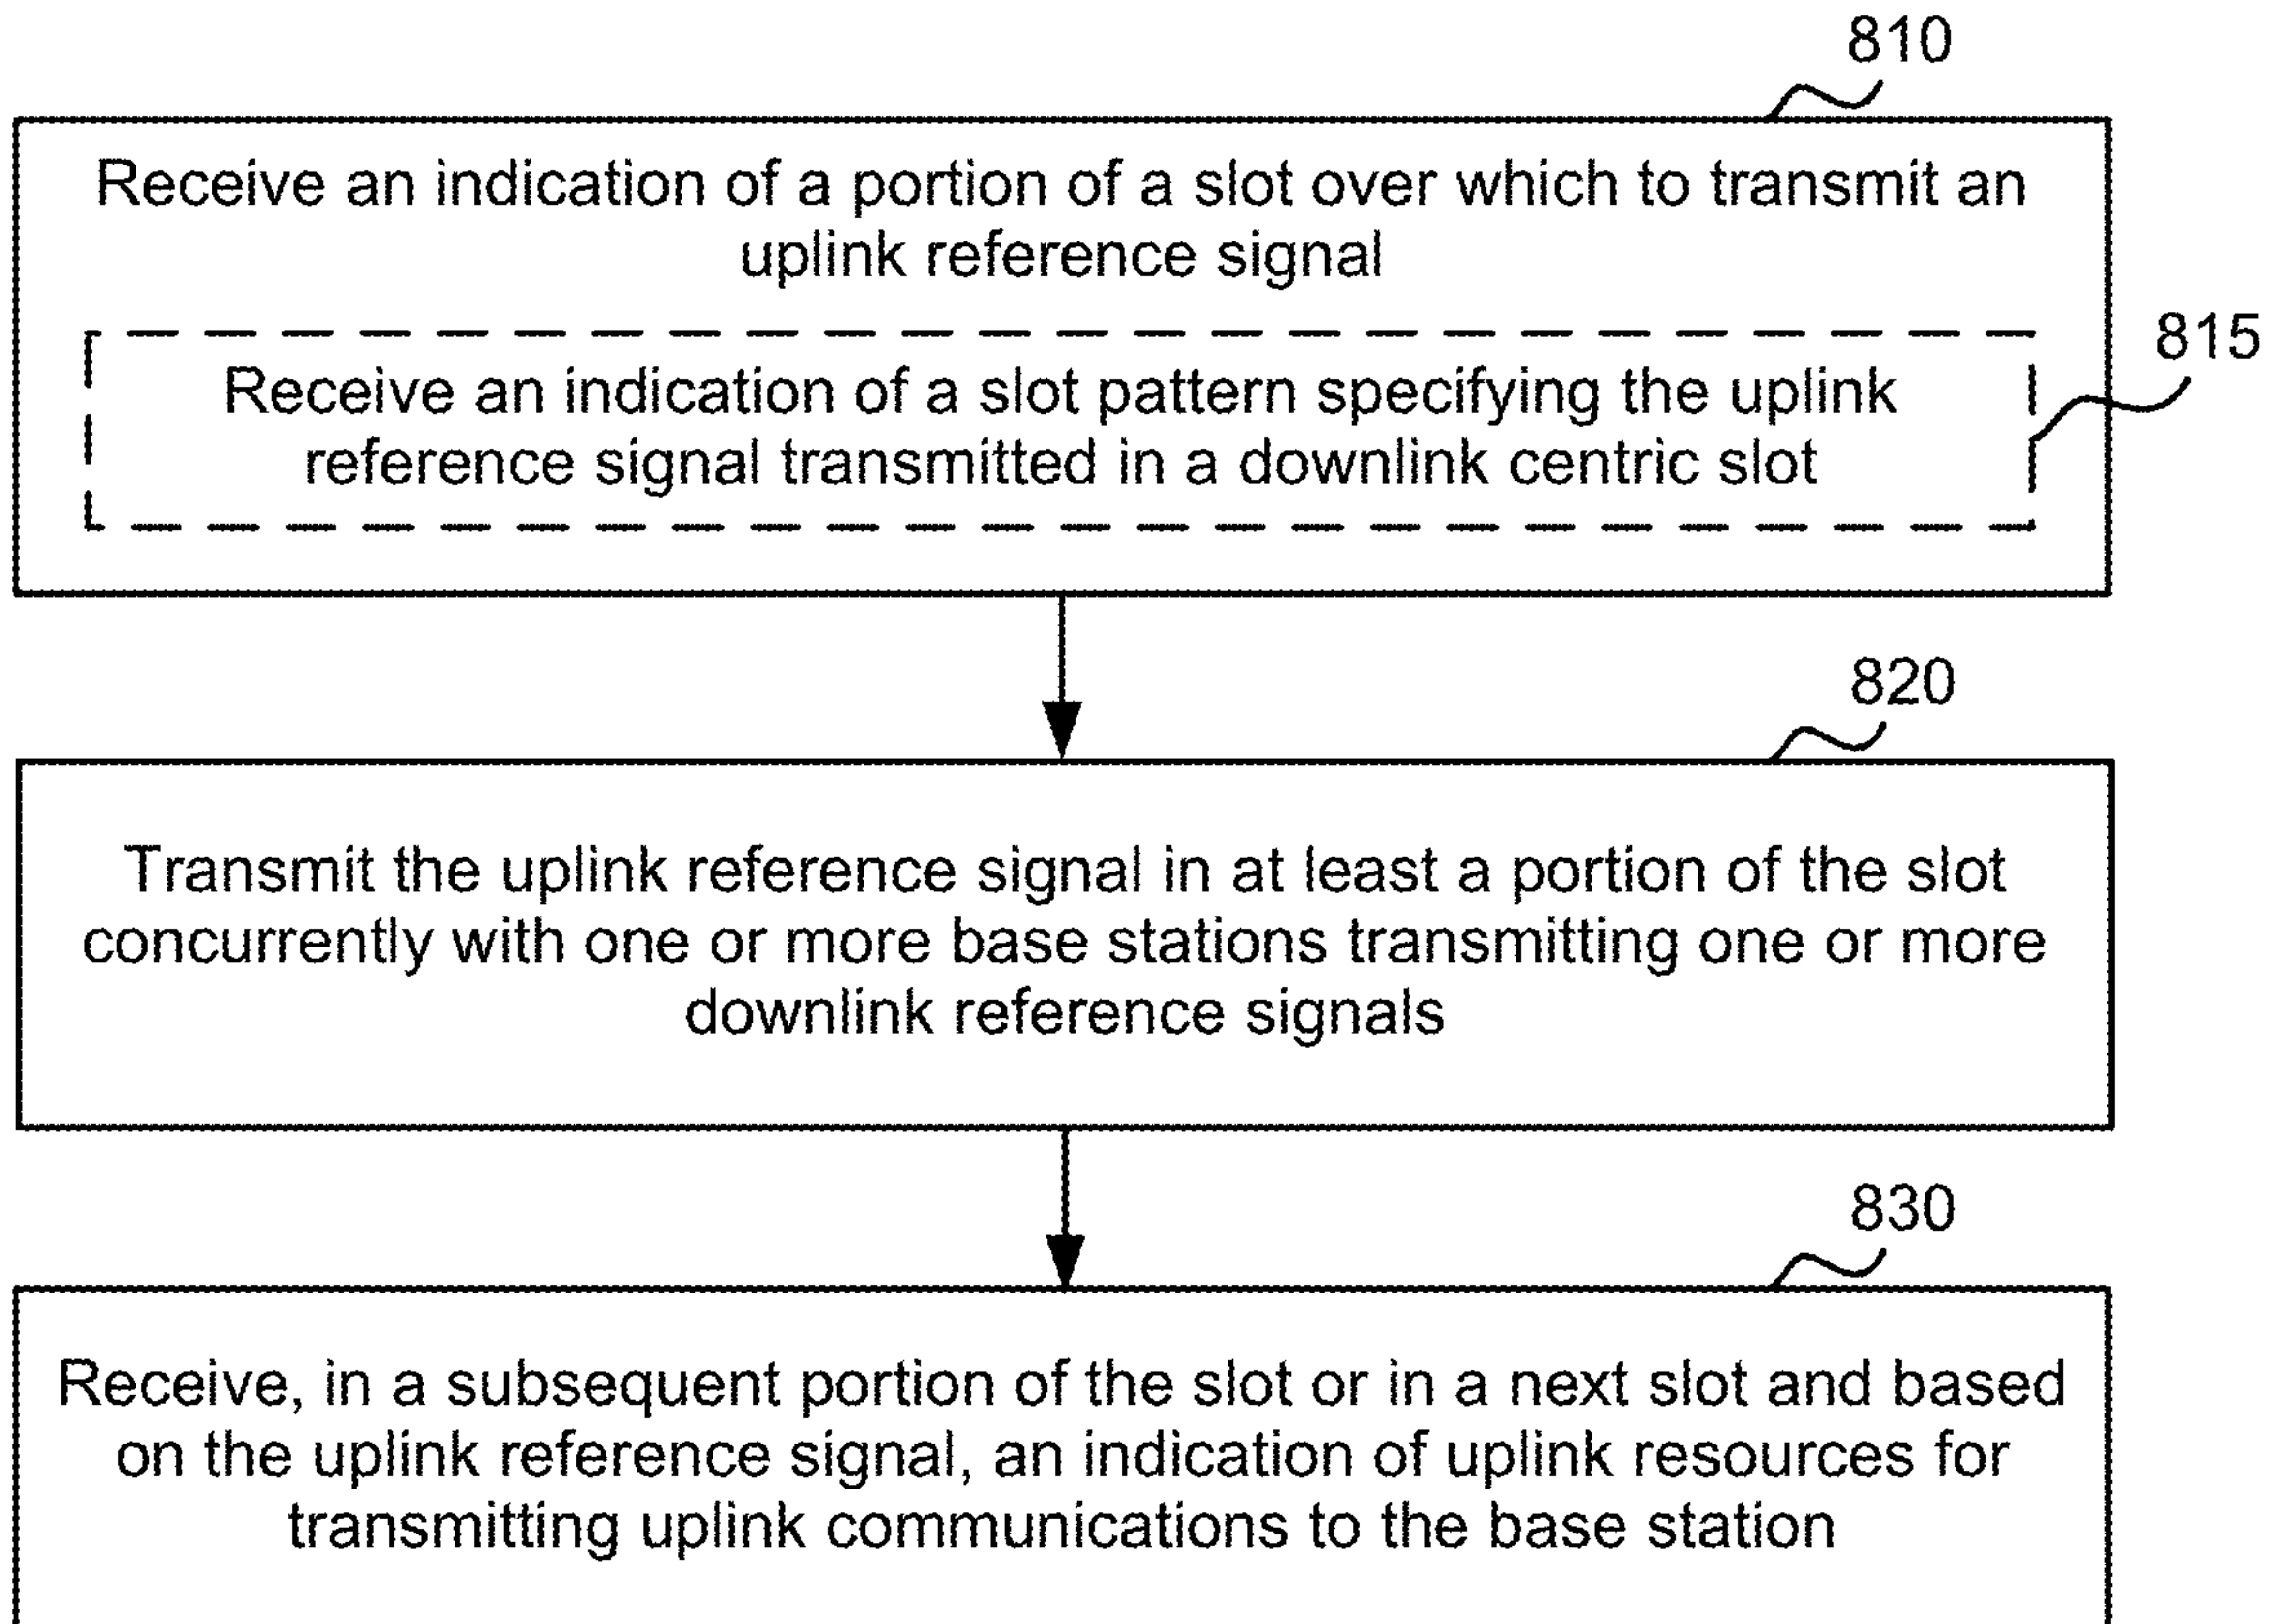 810
Receive an indication of a portion of a slot over which to transmit an
uplink reference signal
815
Receive an indication of a slot pattern specifying the uplink
reference signal transmitted in a downlink centric slot
820
Transmit the uplink reference signal in at least a portion of the slot
concurrently with one or more base stations transmitting one or more
downlink reference signals
830
Receive, in a subsequent portion of the slot or in a next slot and based
on the uplink reference signal, an indication of uplink resources for
transmitting uplink communications to the base station